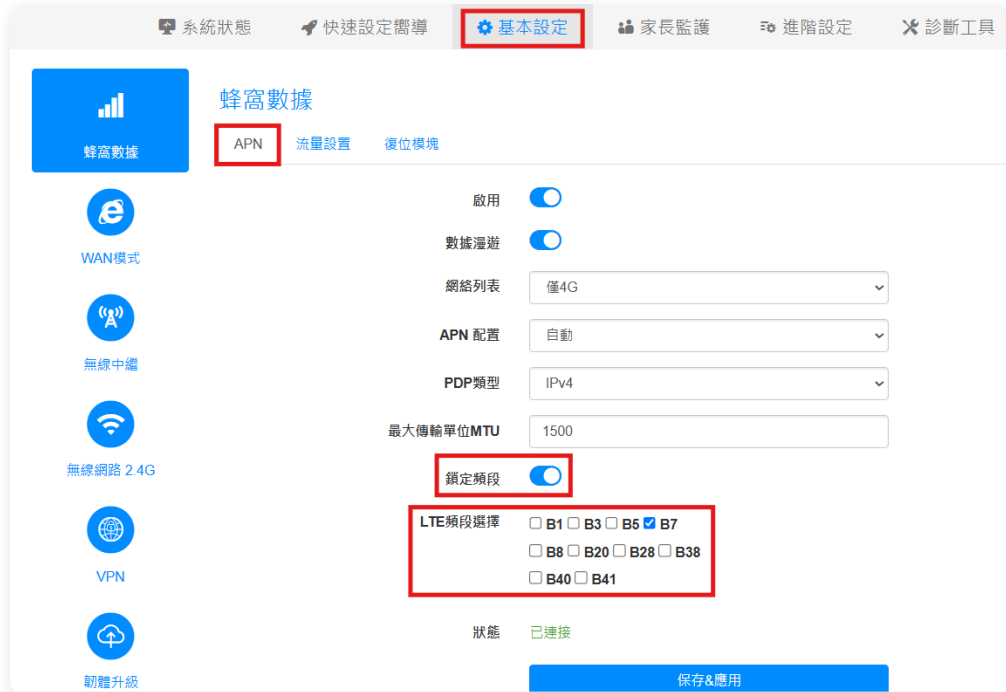 系統狀態 快速設定嚮導 基本設定 家長監護 進階設定 診斷工具
蜂窩數據
蜂窩數據
APN 流量設置 復位模塊
啟用
數據漫遊
WAN模式
網絡列表 僅4G
APN 配置 自動
無線中繼
PDP類型 IPv4
最大傳輸單位MTU 1500
無線網路 2.4G
鎖定頻段
LTE頻段選擇 B1 B3 B5 B7
B8 B20 B28 B38
B40 B41
VPN
狀態 已連接
韌體升級
保存&應用